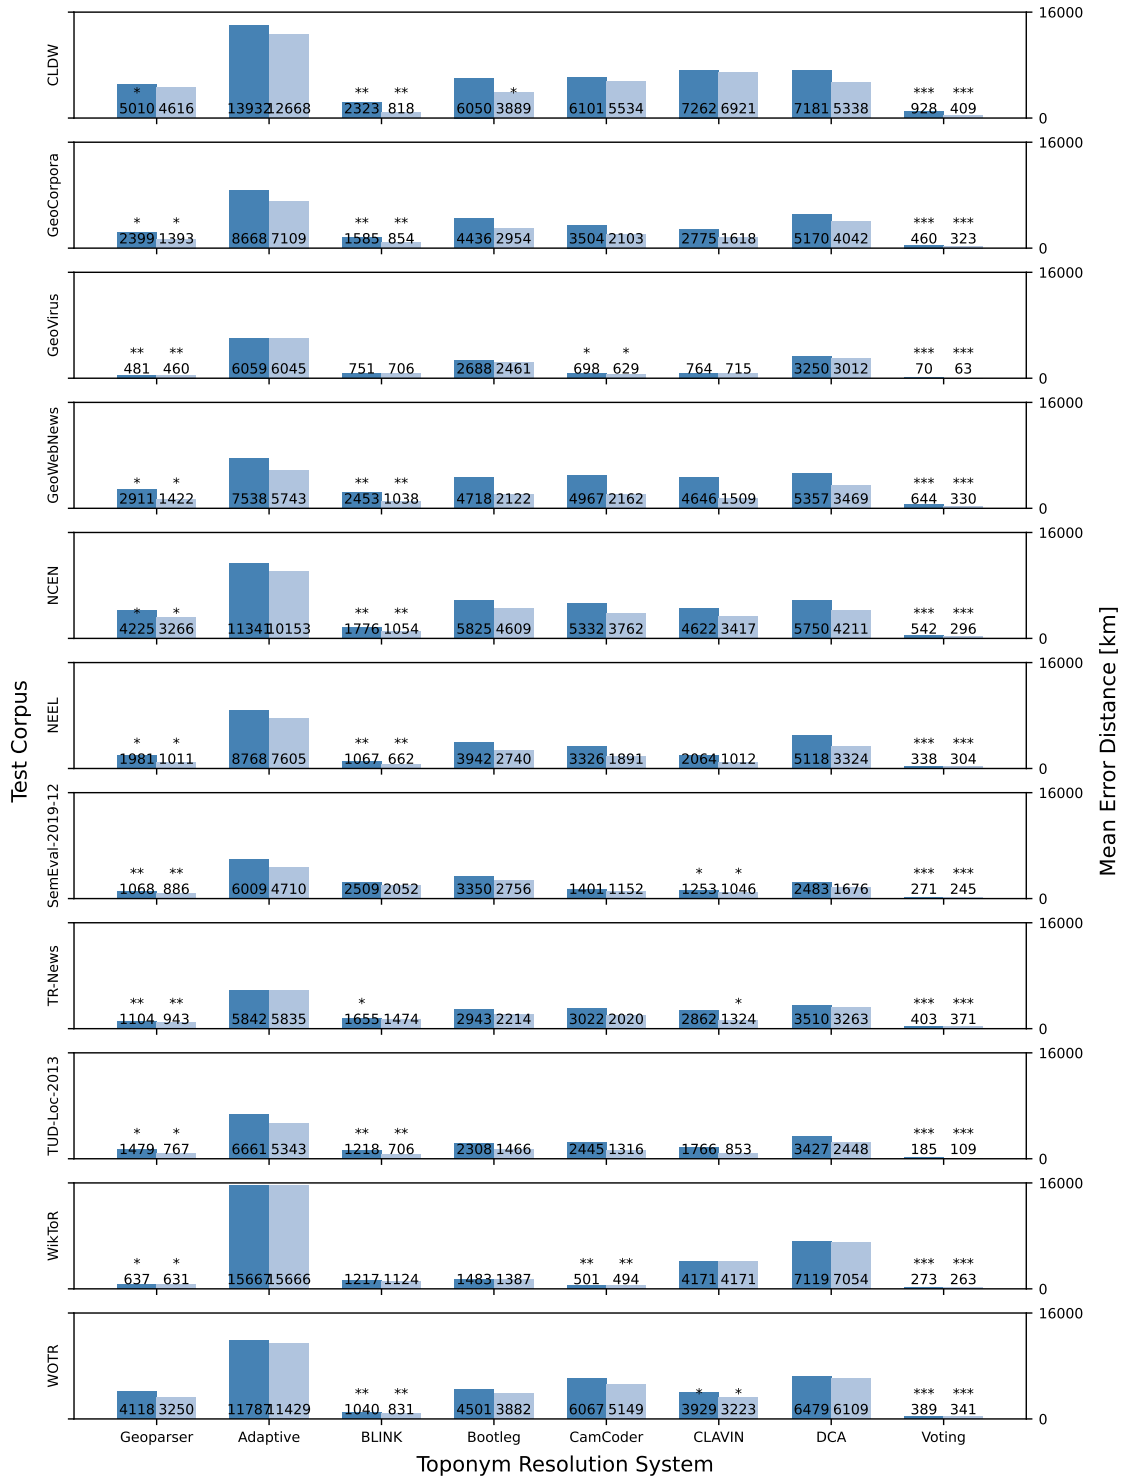 CLDW
16000
0
* ** ** * *** ***
5010 4616 13932 12668 2323 818 6050 3889 6101 5534 7262 6921 7181 5338 928 409
GeoCorpora
16000
0
* * ** ** *** ***
2399 1393 8668 7109 1585 854 4436 2954 3504 2103 2775 1618 5170 4042 460 323
GeoVirus
16000
0
** ** * * *** ***
481 460 6059 6045 751 706 2688 2461 698 629 764 715 3250 3012 70 63
GeoWebNews
16000
0
* * ** ** *** ***
2911 1422 7538 5743 2453 1038 4718 2122 4967 2162 4646 1509 5357 3469 644 330
NCEN
16000
0
* * ** ** *** ***
4225 3266 11341 10153 1776 1054 5825 4609 5332 3762 4622 3417 5750 4211 542 296
NEEL
16000
0
* * ** ** *** ***
1981 1011 8768 7605 1067 662 3942 2740 3326 1891 2064 1012 5118 3324 338 304
SemEval-2019-12
16000
0
** ** * * *** ***
1068 886 6009 4710 2509 2052 3350 2756 1401 1152 1253 1046 2483 1676 271 245
TR-News
16000
0
** ** * * *** ***
1104 943 5842 5835 1655 1474 2943 2214 3022 2020 2862 1324 3510 3263 403 371
TUD-Loc-2013
16000
0
* * ** ** *** ***
1479 767 6661 5343 1218 706 2308 1466 2445 1316 1766 853 3427 2448 185 109
WikToR
16000
0
* * ** ** *** ***
637 631 15667 15666 1217 1124 1483 1387 501 494 4171 4171 7119 7054 273 263
WOTR
16000
0
** ** * * *** ***
4118 3250 11787 11429 1040 831 4501 3882 6067 5149 3929 3223 6479 6109 389 341
Geoparser Adaptive BLINK Bootleg CamCoder CLAVIN DCA Voting
Toponym Resolution System
Test Corpus
Mean Error Distance [km]